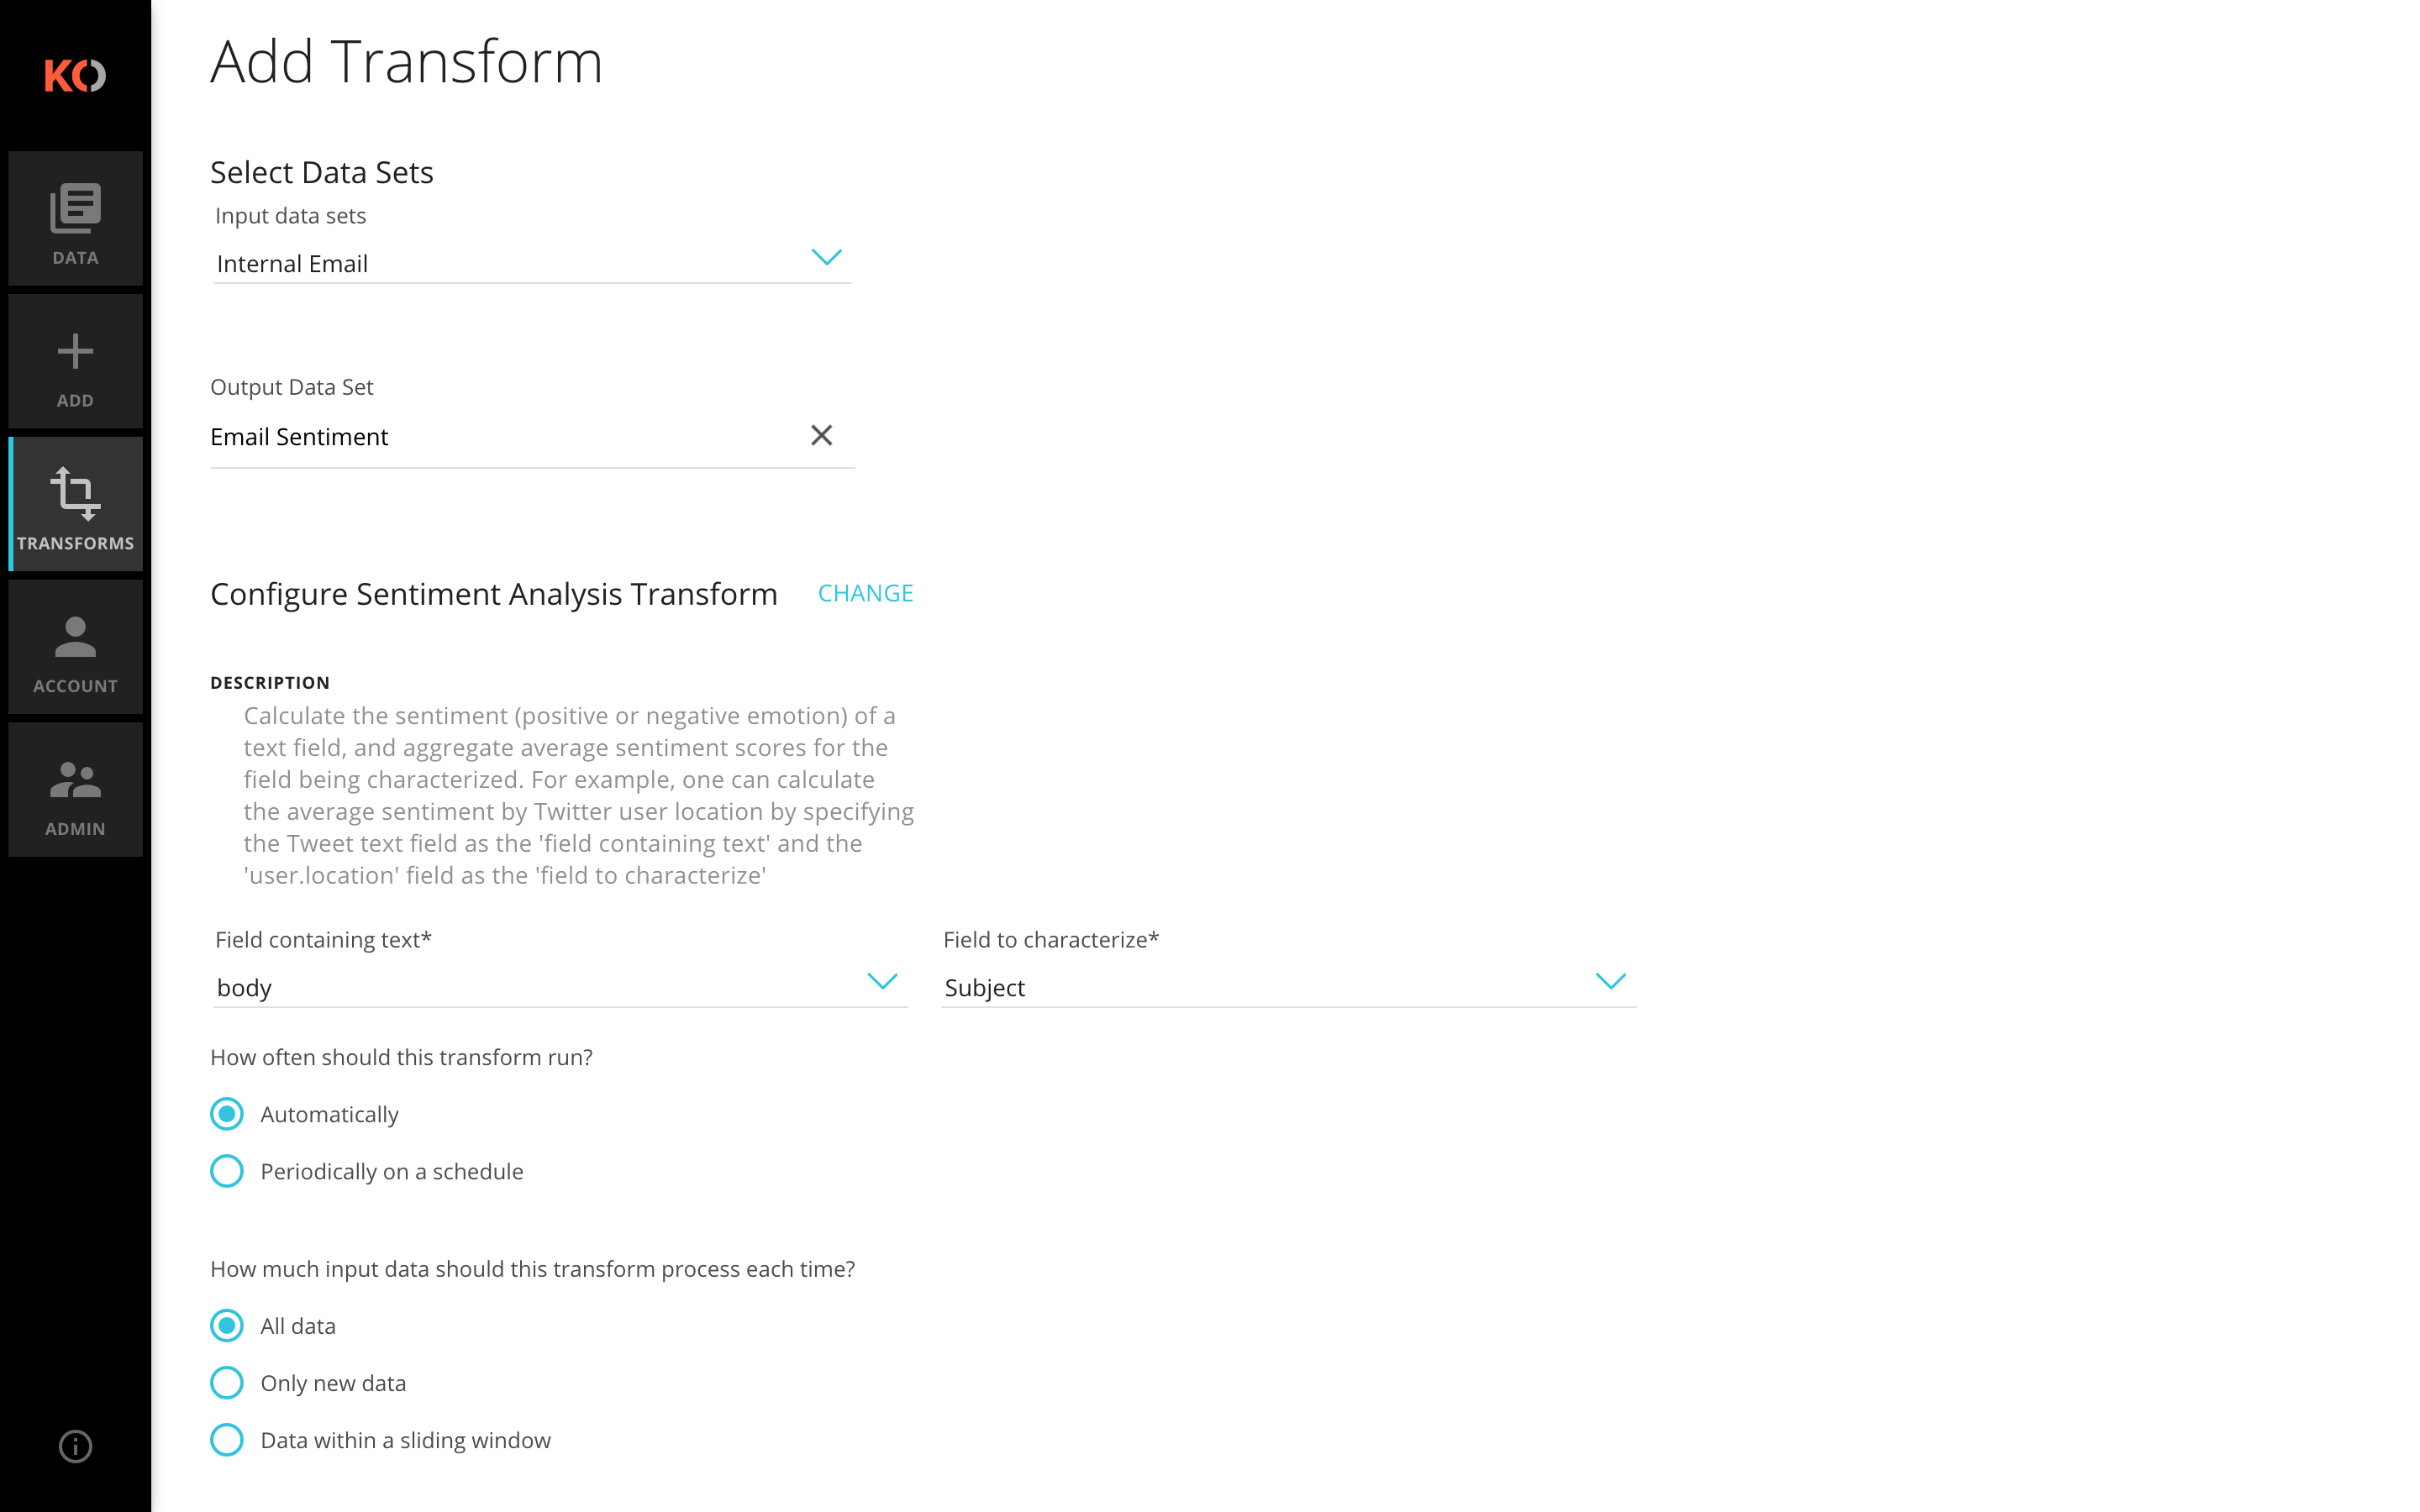 KO
DATA
ADD
TRANSFORMS
ACCOUNT
ADMIN
Add Transform
Select Data Sets
Input data sets
Internal Email
Output Data Set
Email Sentiment
Configure Sentiment Analysis Transform CHANGE
DESCRIPTION
Calculate the sentiment (positive or negative emotion) of a
text field, and aggregate average sentiment scores for the
field being characterized. For example, one can calculate
the average sentiment by Twitter user location by specifying
the Tweet text field as the 'field containing text' and the
'user.location' field as the 'field to characterize'
Field containing text* Field to characterize*
body Subject
How often should this transform run?
Automatically
Periodically on a schedule
How much input data should this transform process each time?
All data
Only new data
Data within a sliding window